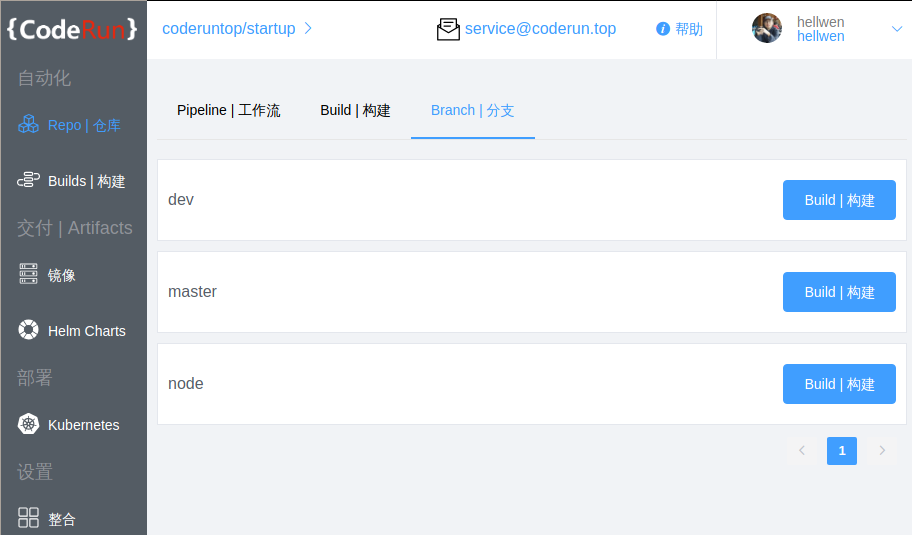 {CodeRun}
coderuntop/startup
service@coderun.top
帮助
hellwen
hellwen
自动化
Repo | 仓库
Builds | 构建
交付 | Artifacts
镜像
Helm Charts
部署
Kubernetes
设置
整合
Pipeline | 工作流
Build | 构建
Branch | 分支
dev
Build | 构建
master
Build | 构建
node
Build | 构建
1